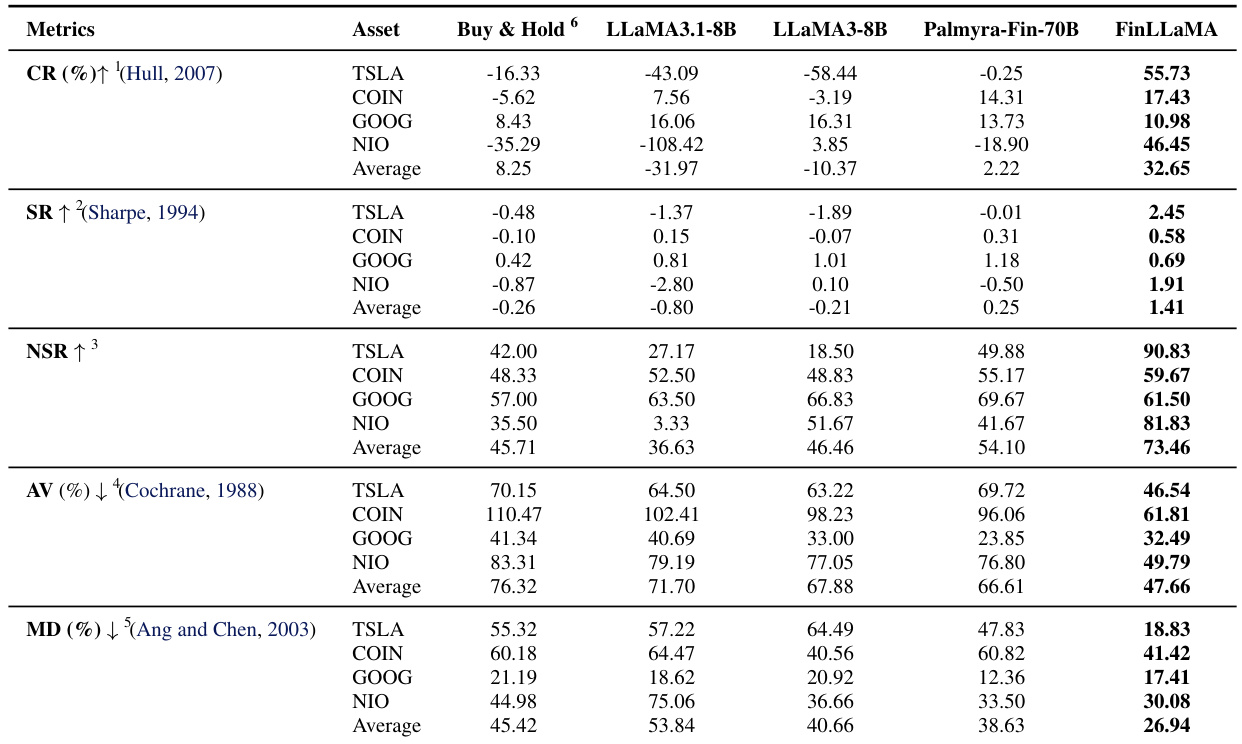 Metrics Asset Buy & Hold 6 LLaMA3.1-8B LLaMA3-8B Palmyra-Fin-70B FinLLaMA
CR (%)↑ 1(Hull, 2007) TSLA -16.33 -43.09 -58.44 -0.25 55.73
COIN -5.62 7.56 -3.19 14.31 17.43
GOOG 8.43 16.06 16.31 13.73 10.98
NIO -35.29 -108.42 3.85 -18.90 46.45
Average 8.25 -31.97 -10.37 2.22 32.65
SR ↑ 2(Sharpe, 1994) TSLA -0.48 -1.37 -1.89 -0.01 2.45
COIN -0.10 0.15 -0.07 0.31 0.58
GOOG 0.42 0.81 1.01 1.18 0.69
NIO -0.87 -2.80 0.10 -0.50 1.91
Average -0.26 -0.80 -0.21 0.25 1.41
NSR ↑ 3 TSLA 42.00 27.17 18.50 49.88 90.83
COIN 48.33 52.50 48.83 55.17 59.67
GOOG 57.00 63.50 66.83 69.67 61.50
NIO 35.50 3.33 51.67 41.67 81.83
Average 45.71 36.63 46.46 54.10 73.46
AV (%) ↓ 4(Cochrane, 1988) TSLA 70.15 64.50 63.22 69.72 46.54
COIN 110.47 102.41 98.23 96.06 61.81
GOOG 41.34 40.69 33.00 23.85 32.49
NIO 83.31 79.19 77.05 76.80 49.79
Average 76.32 71.70 67.88 66.61 47.66
MD (%) ↓ 5(Ang and Chen, 2003) TSLA 55.32 57.22 64.49 47.83 18.83
COIN 60.18 64.47 40.56 60.82 41.42
GOOG 21.19 18.62 20.92 12.36 17.41
NIO 44.98 75.06 36.66 33.50 30.08
Average 45.42 53.84 40.66 38.63 26.94